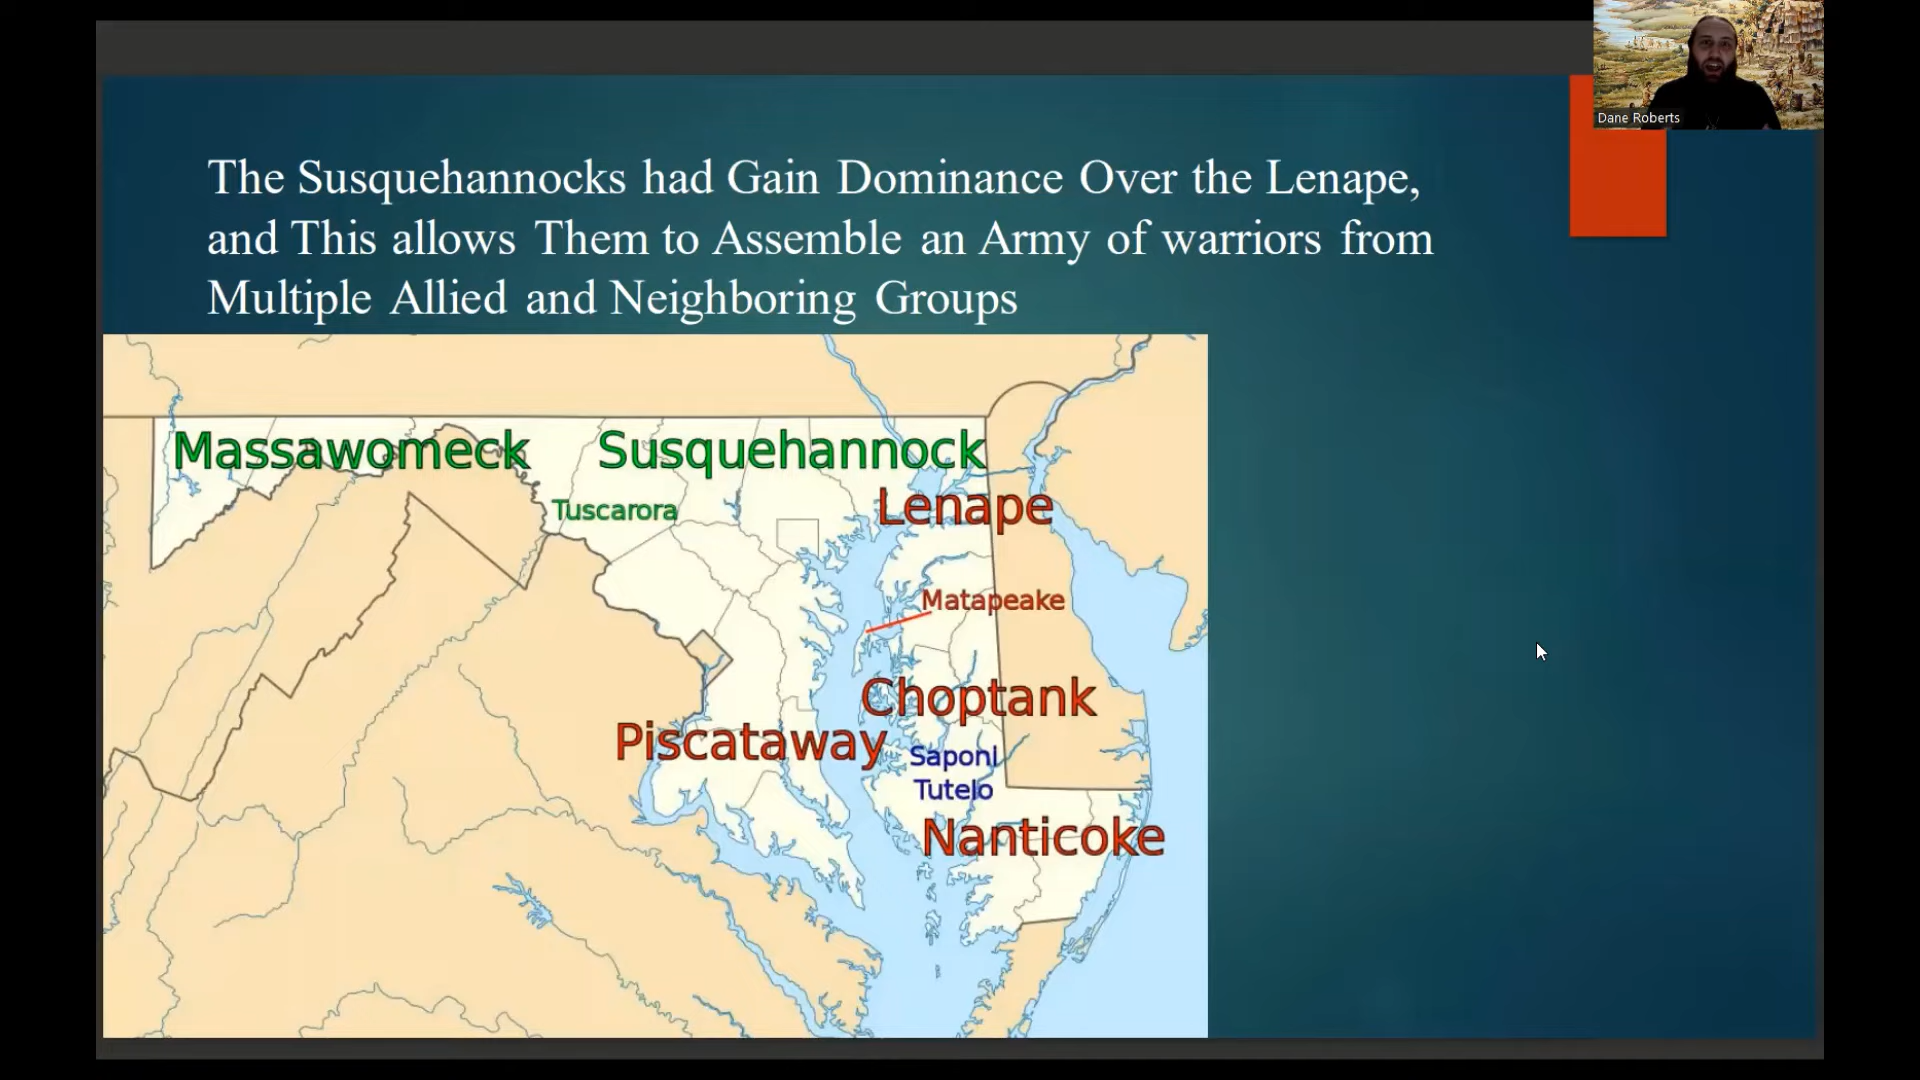 Dane Roberts
The Susquehannocks had Gain Dominance Over the Lenape,
and This allows Them to Assemble an Army of warriors from
Multiple Allied and Neighboring Groups
Massawomeck
Susquehannock
Tuscarora
Lenape
Matapeake
Choptank
Piscataway
Saponi
Tutelo
Nanticoke